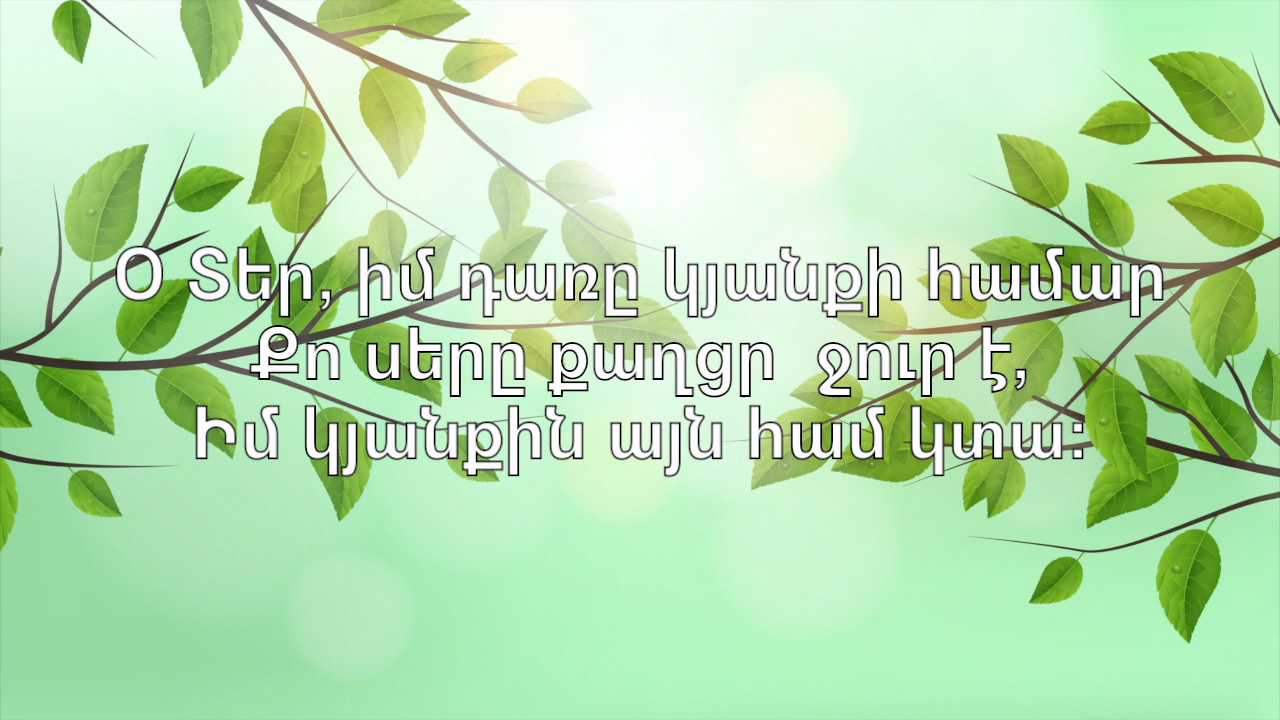 Օ Տեր, իմ դառը կյանքի համար
Քո սերը քաղցր  ջուր է,
Իմ կյանքին այն համ կտա: